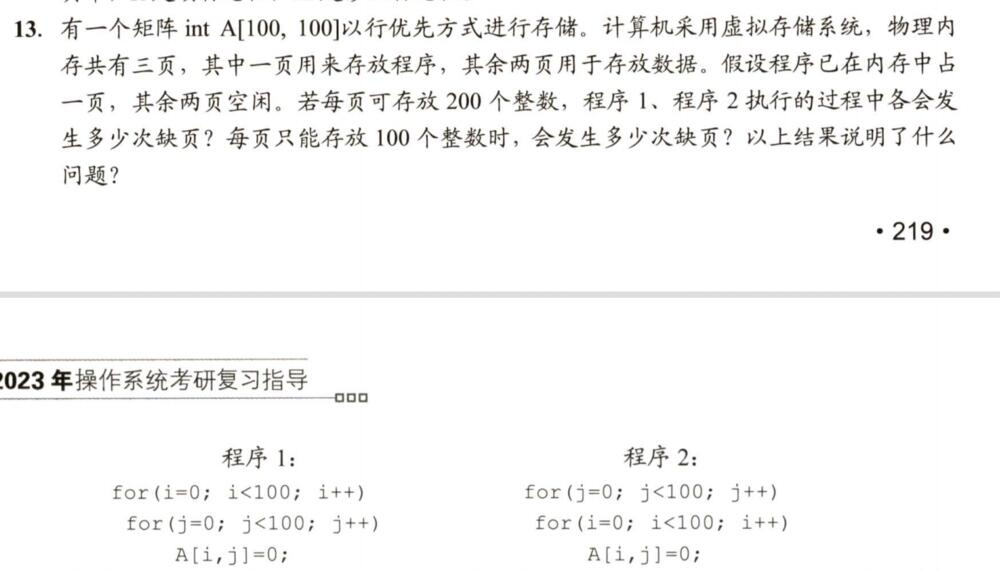 13. 有一个矩阵 int A[100, 100]以行优先方式进行存储。计算机采用虚拟存储系统，物理内
存共有三页，其中一页用来存放程序，其余两页用于存放数据。假设程序已在内存中占
一页，其余两页空闲。若每页可存放 200 个整数，程序 1、程序 2 执行的过程中各会发
生多少次缺页？每页只能存放 100 个整数时，会发生多少次缺页？以上结果说明了什么
问题？
• 219 •
2023 年操作系统考研复习指导
程序 1：
for(i=0; i<100; i++)
for(j=0; j<100; j++)
A[i,j]=0;
程序 2：
for(j=0; j<100; j++)
for(i=0; i<100; i++)
A[i,j]=0;